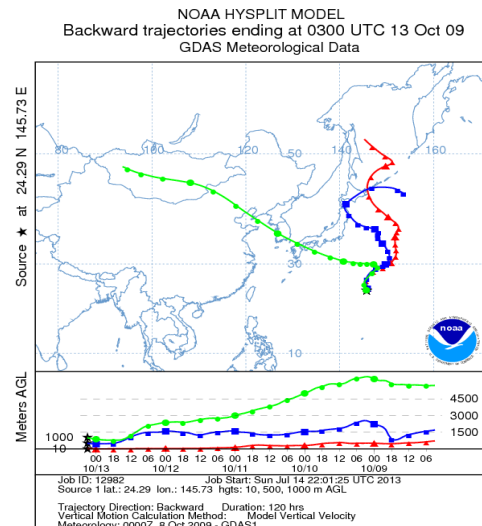 NOAA HYSPLIT MODEL
Backward trajectories ending at 0300 UTC 13 Oct 09
GDAS Meteorological Data
Source ★ at 24.29 N 145.73 E
80
100
120
140
160
50
30
10
noaa
Meters AGL
1000
10
4500
3000
1500
00 18 12 06 00 18 12 06 00 18 12 06 00 18 12 06 00 18 12 06
10/13 10/12 10/11 10/10 10/09
Job ID: 12982 Job Start: Sun Jul 14 22:01:25 UTC 2013
Source 1 lat.: 24.29 lon.: 145.73 hgts: 10, 500, 1000 m AGL
Trajectory Direction: Backward Duration: 120 hrs
Vertical Motion Calculation Method: Model Vertical Velocity
Meteorology: 0000Z 8 Oct 2009 - GDAS1